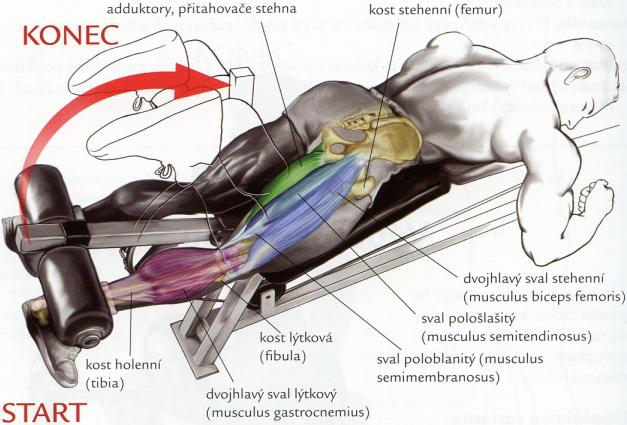 adduktory, přitahovače stehna
kost stehenní (femur)
KONEC
dvojhlavý sval stehenní
(musculus biceps femoris)
sval pološlašitý
(musculus semitendinosus)
sval poloblanitý (musculus
semimembranosus)
kost lýtková
(fibula)
kost holenní
(tibia)
dvojhlavý sval lýtkový
(musculus gastrocnemius)
START